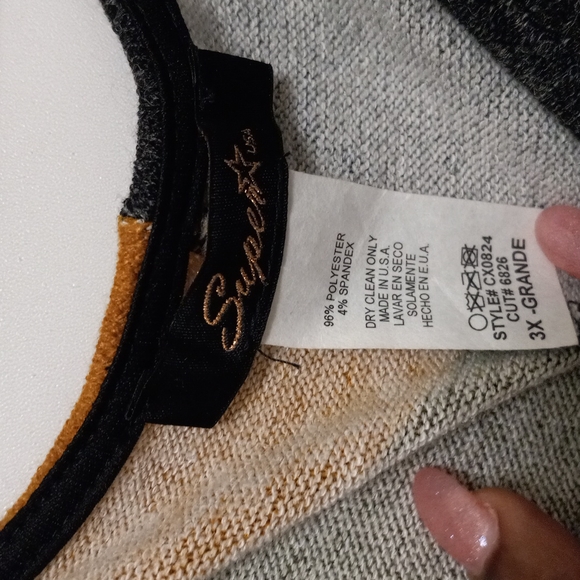 Super USA
96% POLYESTER
4% SPANDEX
DRY CLEAN ONLY
MADE IN U.S.A.
LAVAR EN SECO
SOLAMENTE
HECHO EN E.U.A.
STYLE# CX0824
CUT# 6826
3X -GRANDE